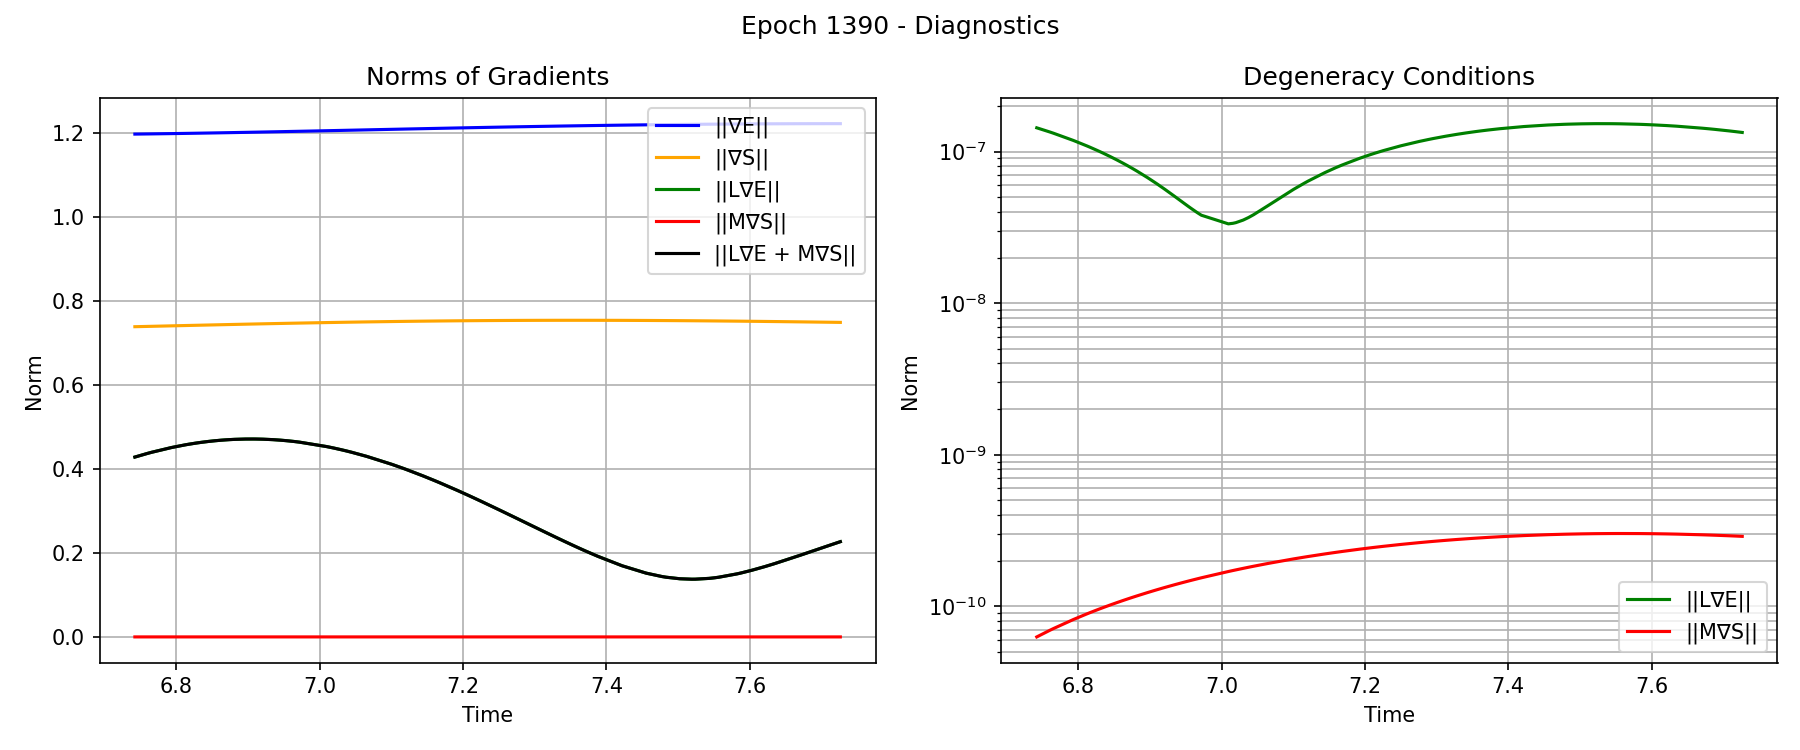 Epoch 1390 - Diagnostics
Norms of Gradients
1.2
1.0
0.8
0.6
0.4
0.2
0.0
Norm
6.8
7.0
7.2
7.4
7.6
Time
||∇E||
||∇S||
||L∇E||
||M∇S||
||L∇E + M∇S||
Degeneracy Conditions
10⁻⁷
10⁻⁸
10⁻⁹
10⁻¹⁰
Norm
6.8
7.0
7.2
7.4
7.6
Time
||L∇E||
||M∇S||